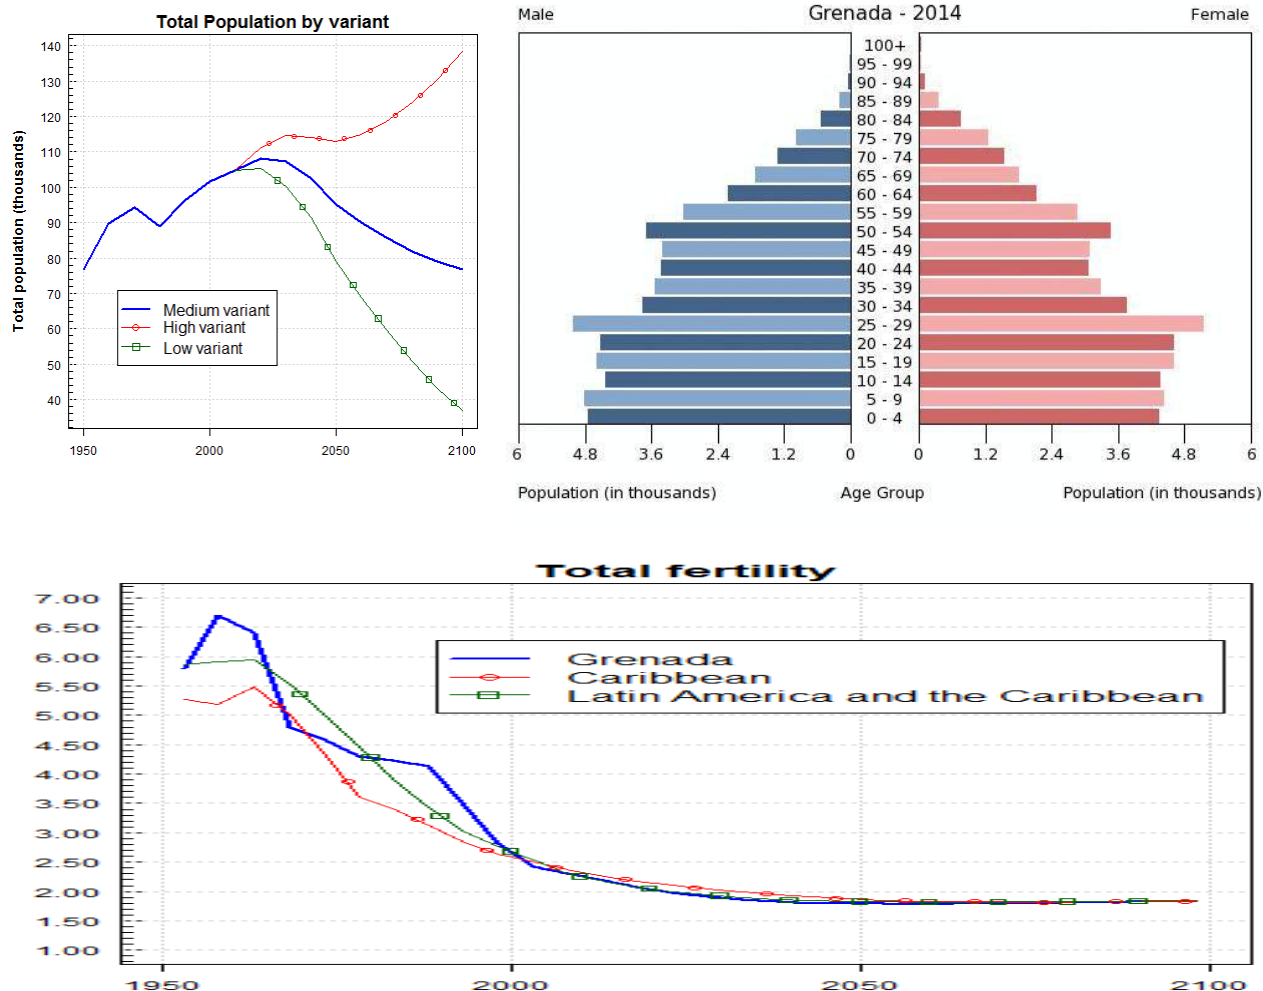 Total Population by variant
Total population (thousands)
140
130
120
110
100
90
80
70
60
50
40
Medium variant
High variant
Low variant
1950 2000 2050 2100
Male Grenada - 2014 Female
100+
95 - 99
90 - 94
85 - 89
80 - 84
75 - 79
70 - 74
65 - 69
60 - 64
55 - 59
50 - 54
45 - 49
40 - 44
35 - 39
30 - 34
25 - 29
20 - 24
15 - 19
10 - 14
5 - 9
0 - 4
6 4.8 3.6 2.4 1.2 0 0 1.2 2.4 3.6 4.8 6
Population (in thousands) Age Group Population (in thousands)
Total fertility
7.00
6.50
6.00
5.50
5.00
4.50
4.00
3.50
3.00
2.50
2.00
1.50
1.00
Grenada
Caribbean
Latin America and the Caribbean
1950 2000 2050 2100